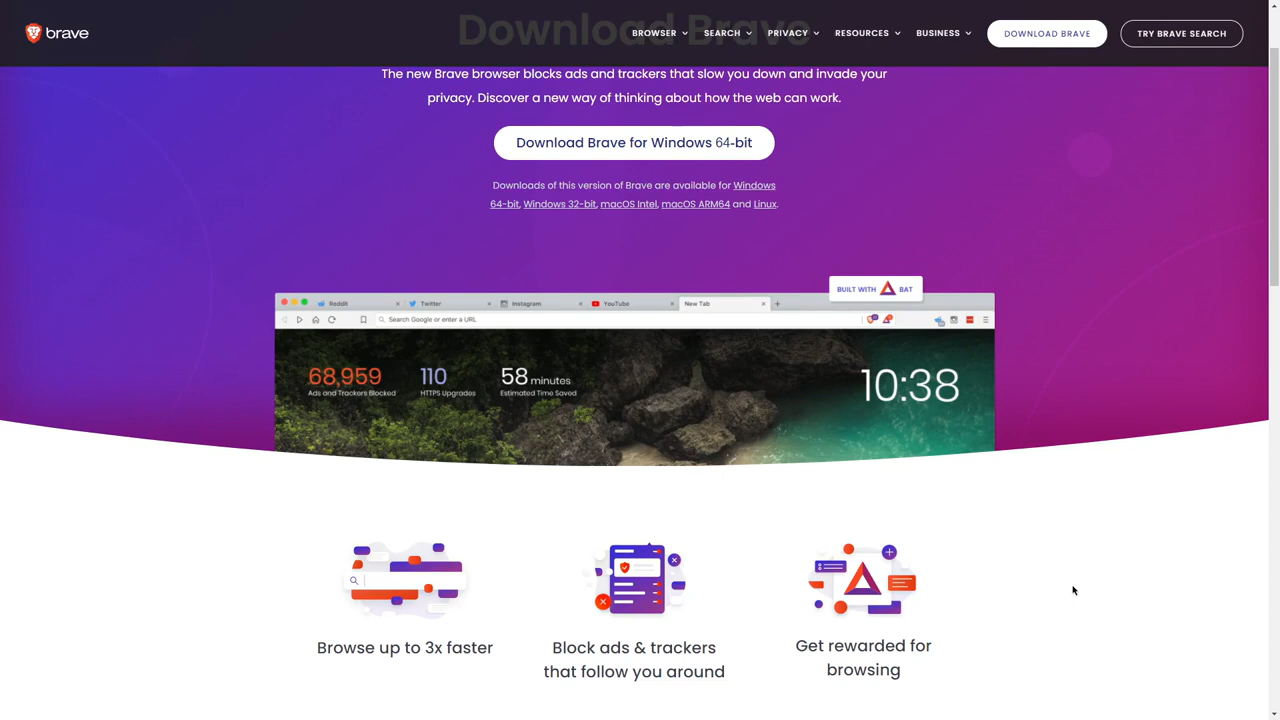 Download Brave
brave
BROWSER
SEARCH
PRIVACY
RESOURCES
BUSINESS
DOWNLOAD BRAVE
TRY BRAVE SEARCH
The new Brave browser blocks ads and trackers that slow you down and invade your
privacy. Discover a new way of thinking about how the web can work.
Download Brave for Windows 64-bit
Downloads of this version of Brave are available for Windows
64-bit, Windows 32-bit, macOS Intel, macOS ARM64 and Linux.
BUILT WITH BAT
Reddit
Twitter
Instagram
YouTube
New Tab
Search Google or enter a URL
68,959
Ads and Trackers Blocked
110
HTTPS Upgrades
58 minutes
Estimated Time Saved
10:38
Browse up to 3x faster
Block ads & trackers
that follow you around
Get rewarded for
browsing